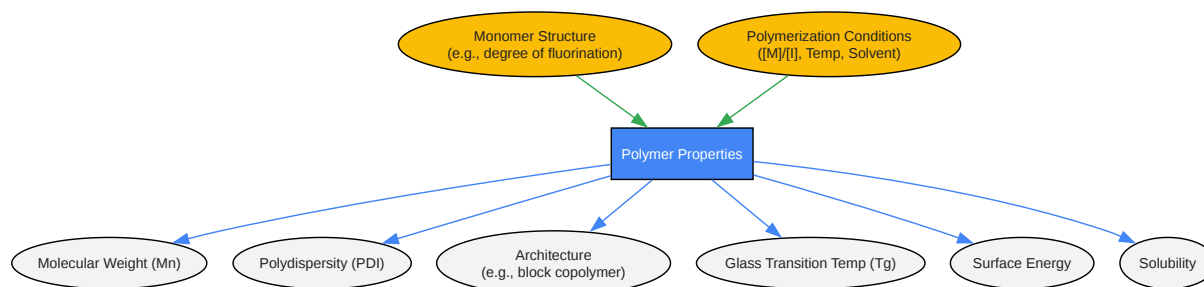 Monomer Structure
(e.g., degree of fluorination)
Polymerization Conditions
([M]/[I], Temp, Solvent)
Polymer Properties
Molecular Weight (Mn)
Polydispersity (PDI)
Architecture
(e.g., block copolymer)
Glass Transition Temp (Tg)
Surface Energy
Solubility